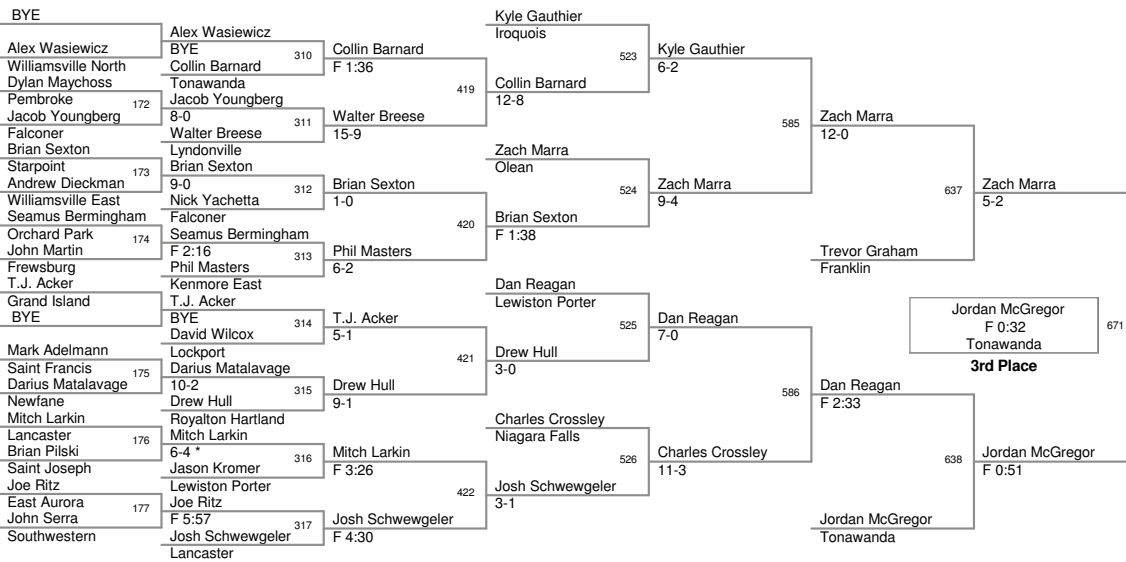 BYE
Alex Wasiewicz
Williamsville North
Dylan Maychoss
Pembroke
172
Jacob Youngberg
Falconer
Brian Sexton
Starpoint
173
Andrew Dieckman
Williamsville East
Seamus Bermingham
Orchard Park
174
John Martin
Frewsburg
T.J. Acker
Grand Island
BYE
Mark Adelmann
Saint Francis
175
Darius Matalavage
Newfane
Mitch Larkin
Lancaster
176
Brian Pilski
Saint Joseph
Joe Ritz
East Aurora
177
John Serra
Southwestern
Alex Wasiewicz
BYE
310
Collin Barnard
Tonawanda
Jacob Youngberg
8-0
311
Walter Breese
Lyndonville
Brian Sexton
9-0
312
Nick Yachetta
Falconer
Seamus Bermingham
F 2:16
313
Phil Masters
Kenmore East
T.J. Acker
BYE
314
David Wilcox
Lockport
Darius Matalavage
10-2
315
Drew Hull
Royalton Hartland
Mitch Larkin
6-4 *
316
Jason Kromer
Lewiston Porter
Joe Ritz
F 5:57
317
Josh Schwewgeler
Lancaster
Collin Barnard
F 1:36
419
Walter Breese
15-9
Brian Sexton
1-0
420
Phil Masters
6-2
T.J. Acker
5-1
421
Drew Hull
9-1
Mitch Larkin
F 3:26
422
Josh Schwewgeler
F 4:30
Kyle Gauthier
Iroquois
523
Collin Barnard
12-8
Zach Marra
Olean
524
Brian Sexton
F 1:38
Dan Reagan
Lewiston Porter
525
Drew Hull
3-0
Charles Crossley
Niagara Falls
526
Josh Schwewgeler
3-1
Kyle Gauthier
6-2
585
Zach Marra
9-4
Dan Reagan
7-0
586
Charles Crossley
11-3
Zach Marra
12-0
637
Trevor Graham
Franklin
Dan Reagan
F 2:33
638
Jordan McGregor
Tonawanda
Zach Marra
5-2
Jordan McGregor
F 0:32
Tonawanda
671
3rd Place
Jordan McGregor
F 0:51